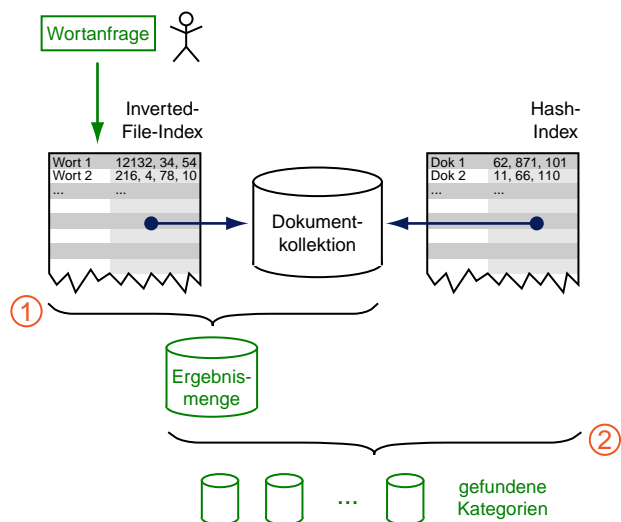 Wortanfrage
Inverted-
File-Index
Hash-
Index
Wort 1 12132, 34, 54
Wort 2 216, 4, 78, 10
... ...
Dok 1 62, 871, 101
Dok 2 11, 66, 110
... ...
Dokument-
kollektion
1
Ergebnis-
menge
2
...
gefundene
Kategorien